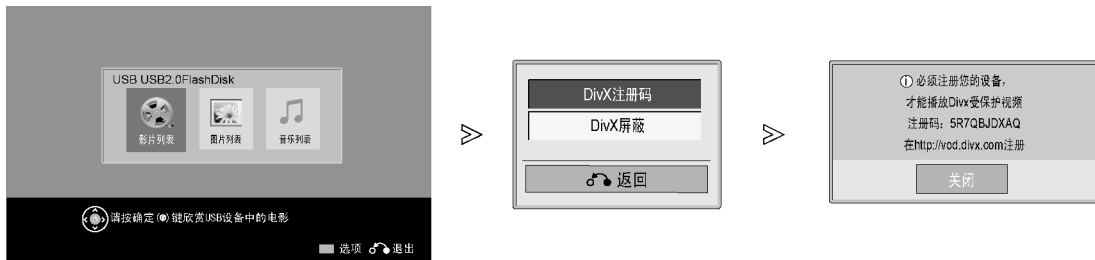 USB USB2.0FlashDisk
影片列表
图片列表
音乐列表
请按确定(⊙)键欣赏USB设备中的电影
选项 退出
DivX注册码
DivX屏蔽
返回
必须注册您的设备,
才能播放Divx受保护视频
注册码: 5R7QBJDXAQ
在http://vod.divx.com注册
关闭